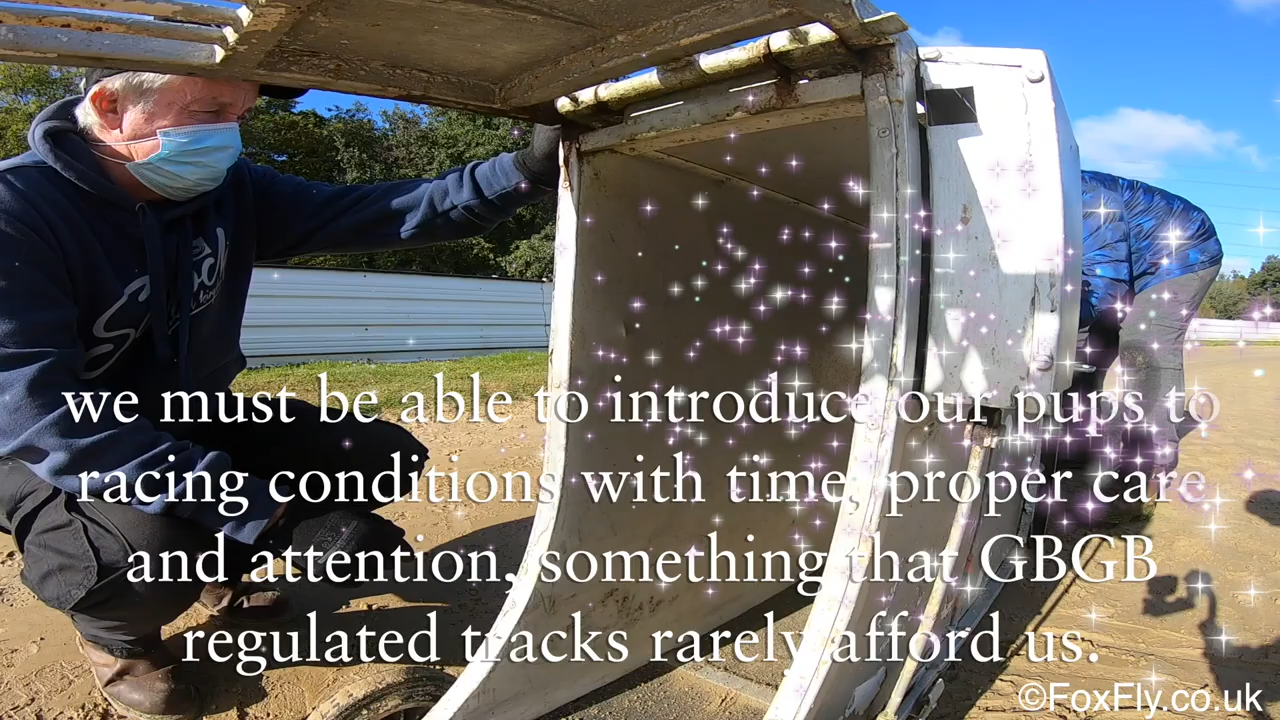 we must be able to introduce our pups to
racing conditions with time, proper care
and attention, something that GBGB
regulated tracks rarely afford us.
©FoxFly.co.uk